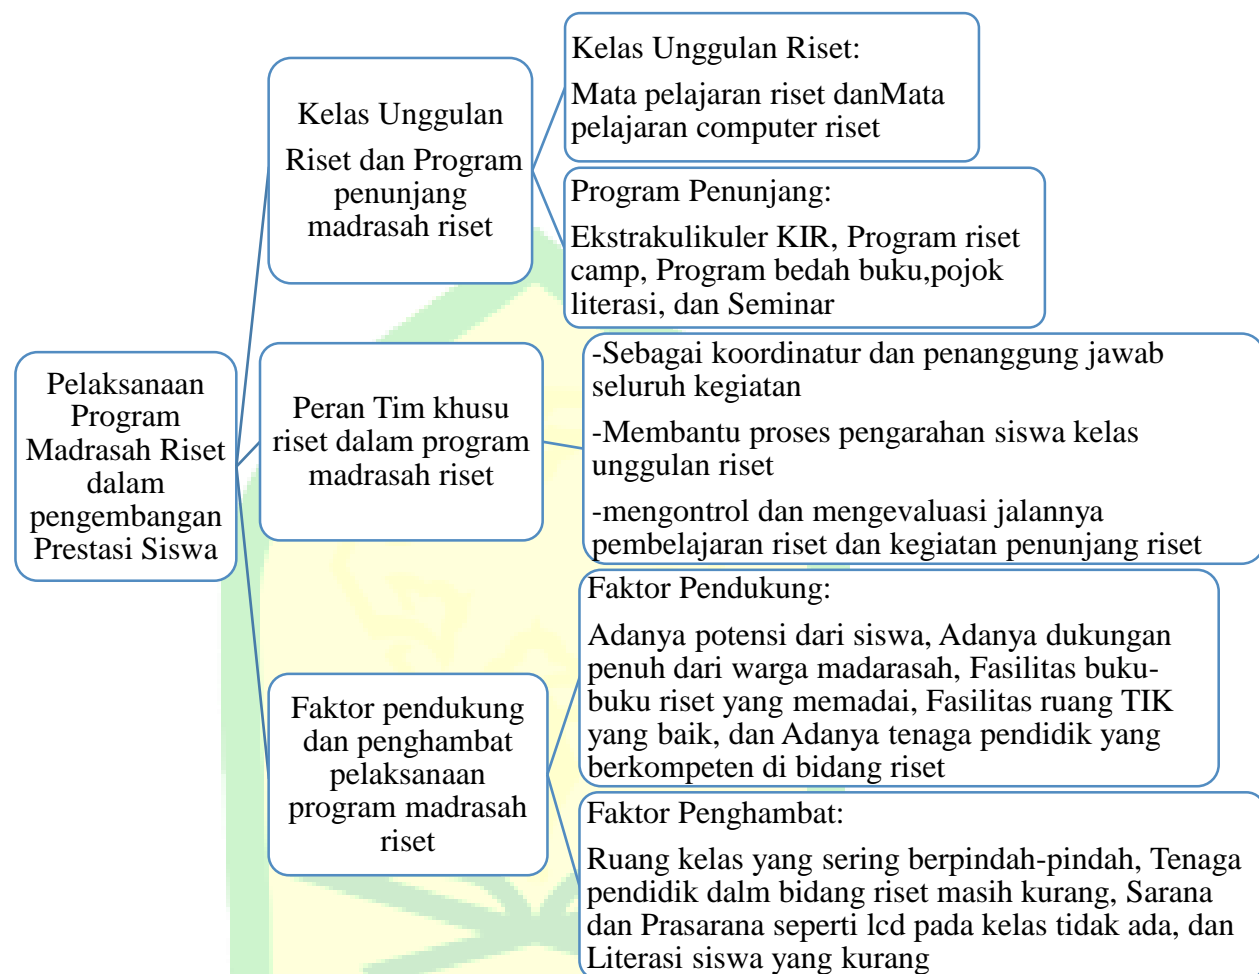 Pelaksanaan
Program
Madrasah Riset
dalam
pengembangan
Prestasi Siswa
Kelas Unggulan
Riset dan Program
penunjang
madrasah riset
Kelas Unggulan Riset:
Mata pelajaran riset danMata
pelajaran computer riset
Program Penunjang:
Ekstrakulikuler KIR, Program riset
camp, Program bedah buku,pojok
literasi, dan Seminar
Peran Tim khusu
riset dalam program
madrasah riset
-Sebagai koordinatur dan penanggung jawab
seluruh kegiatan
-Membantu proses pengarahan siswa kelas
unggulan riset
-mengontrol dan mengevaluasi jalannya
pembelajaran riset dan kegiatan penunjang riset
Faktor pendukung
dan penghambat
pelaksanaan
program madrasah
riset
Faktor Pendukung:
Adanya potensi dari siswa, Adanya dukungan
penuh dari warga madarasah, Fasilitas buku-
buku riset yang memadai, Fasilitas ruang TIK
yang baik, dan Adanya tenaga pendidik yang
berkompeten di bidang riset
Faktor Penghambat:
Ruang kelas yang sering berpindah-pindah, Tenaga
pendidik dalm bidang riset masih kurang, Sarana
dan Prasarana seperti lcd pada kelas tidak ada, dan
Literasi siswa yang kurang